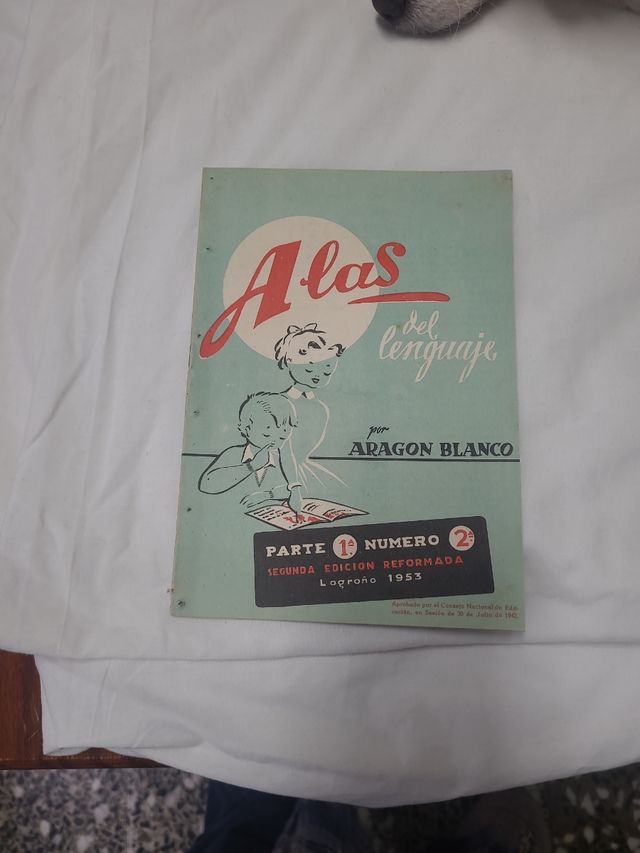 Alas
del
lenguaje
por
ARAGON BLANCO
PARTE 1ª NUMERO 2ª
SEGUNDA EDICION REFORMADA
Logroño 1953
Aprobado por el Consejo Nacional de Edu-
cación, en Sesión de 30 de Julio de 1942.